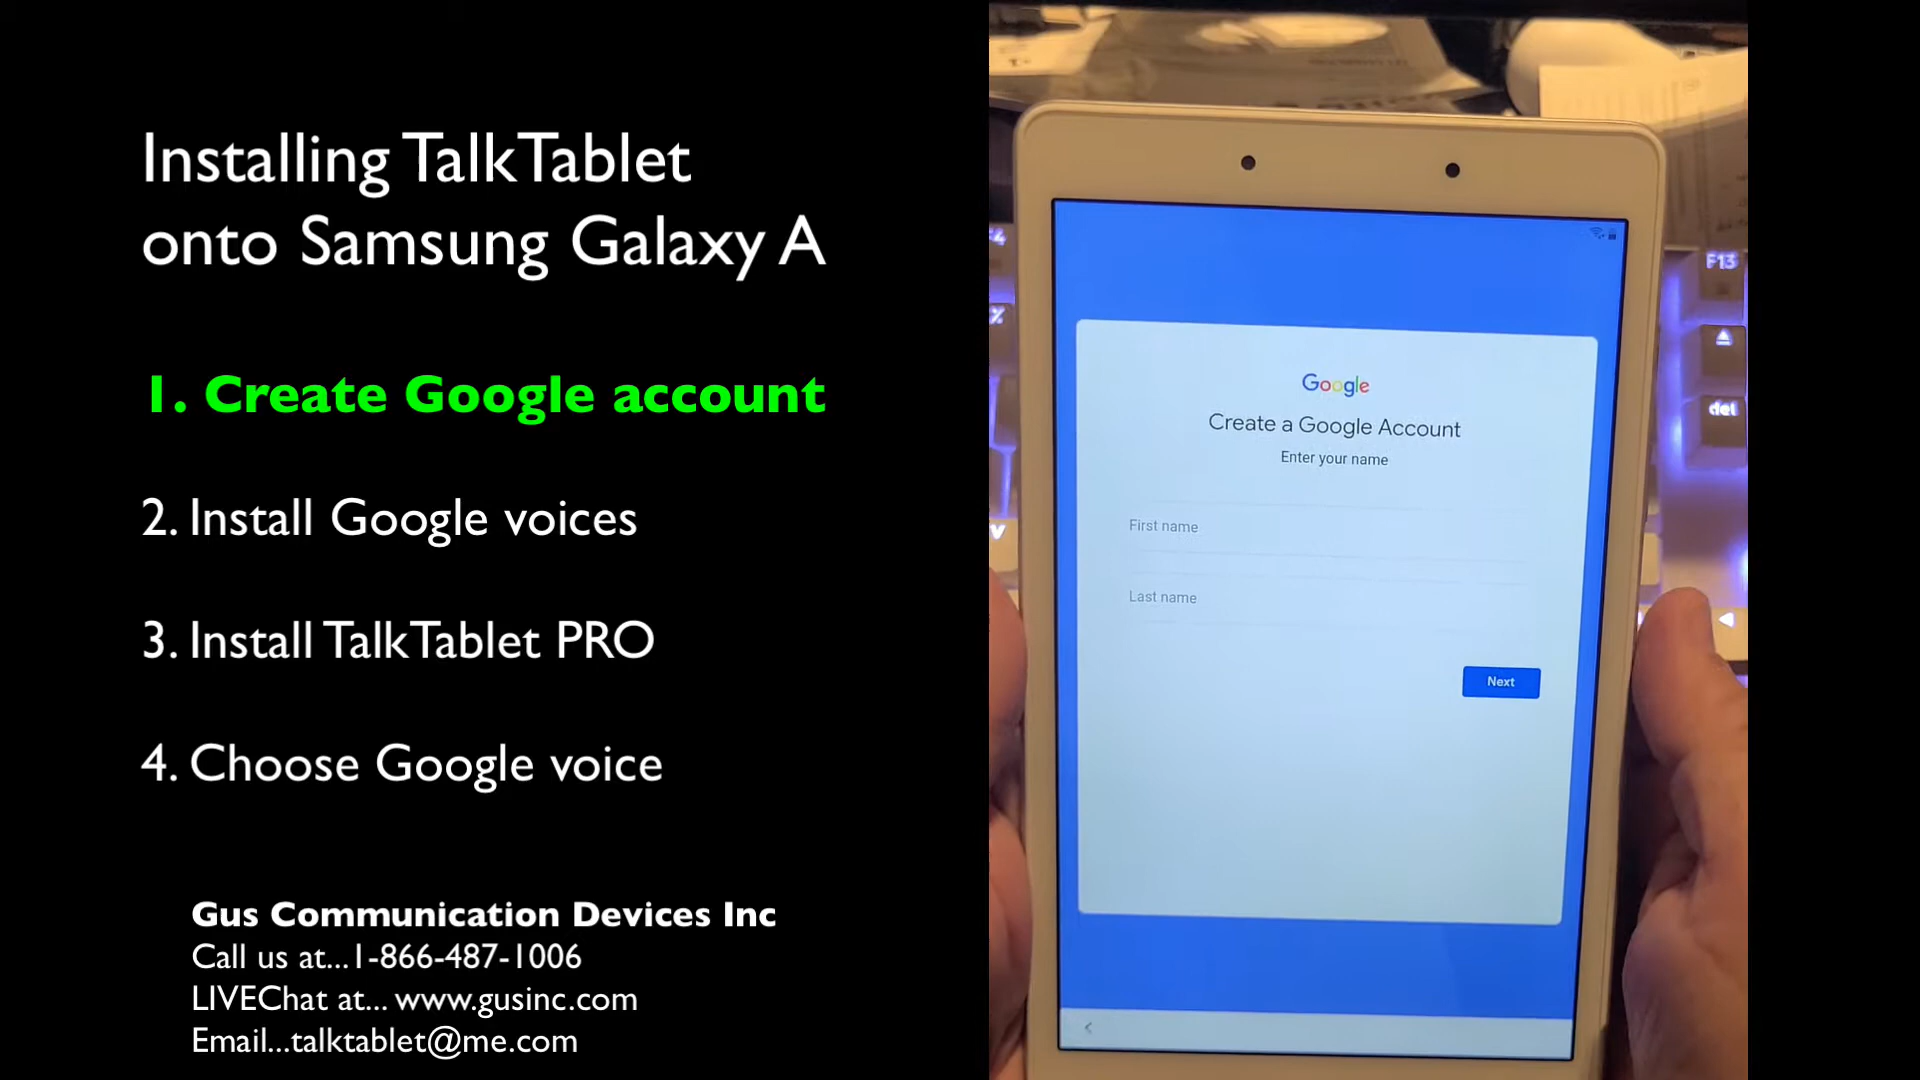 Installing TalkTablet
onto Samsung Galaxy A
1. Create Google account
2. Install Google voices
3. Install TalkTablet PRO
4. Choose Google voice
Gus Communication Devices Inc
Call us at...1-866-487-1006
LIVEChat at... www.gusinc.com
Email...talktablet@me.com
Google
Create a Google Account
Enter your name
First name
Last name
Next
F13
del
%
V